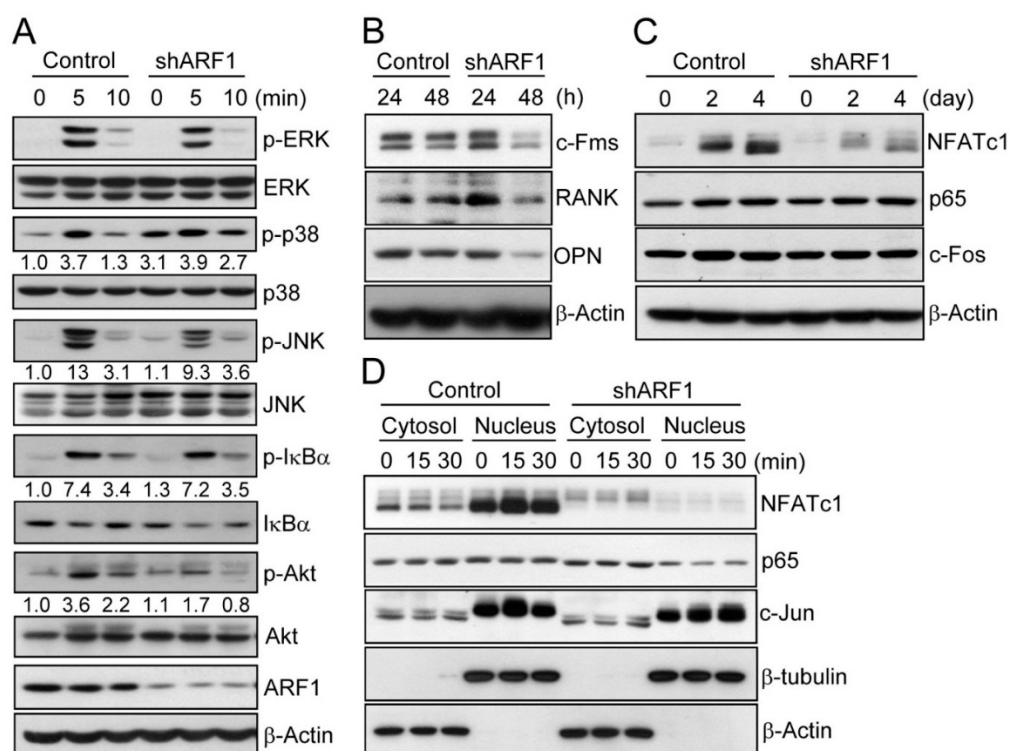 A
Control shARF1
0 5 10 0 5 10 (min)
p-ERK
ERK
p-p38
1.0 3.7 1.3 3.1 3.9 2.7
p38
p-JNK
1.0 13 3.1 1.1 9.3 3.6
JNK
p-IκBα
1.0 7.4 3.4 1.3 7.2 3.5
IκBα
p-Akt
1.0 3.6 2.2 1.1 1.7 0.8
Akt
ARF1
β-Actin
B
Control shARF1
24 48 24 48 (h)
c-Fms
RANK
OPN
β-Actin
C
Control shARF1
0 2 4 0 2 4 (day)
NFATc1
p65
c-Fos
β-Actin
D
Control shARF1
Cytosol Nucleus Cytosol Nucleus
0 15 30 0 15 30 0 15 30 0 15 30 (min)
NFATc1
p65
c-Jun
β-tubulin
β-Actin